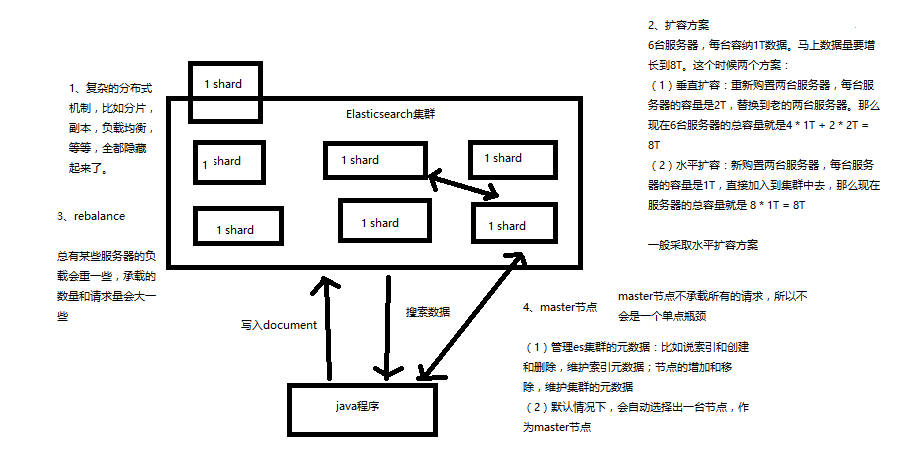 1、复杂的分布式
机制，比如分片，
副本，负载均衡，
等等，全都隐藏
起来了。
3、rebalance
总有某些服务器的负
载会重一些，承载的
数量和请求量会大一
些
1 shard
Elasticsearch集群
1 shard
1 shard
1 shard
1 shard
1 shard
1 shard
写入document
搜索数据
java程序
2、扩容方案
6台服务器，每台容纳1T数据。马上数据量要增
长到8T。这个时候两个方案：
（1）垂直扩容：重新购置两台服务器，每台服
务器的容量是2T，替换到老的两台服务器。那么
现在6台服务器的总容量就是4 * 1T + 2 * 2T =
8T
（2）水平扩容：新购置两台服务器，每台服务
器的容量是1T，直接加入到集群中去，那么现在
服务器的总容量就是 8 * 1T = 8T
一般采取水平扩容方案
4、master节点
master节点不承载所有的请求，所以不
会是一个单点瓶颈
（1）管理es集群的元数据：比如说索引和创建
和删除，维护索引元数据；节点的增加和移
除，维护集群的元数据
（2）默认情况下，会自动选择出一台节点，作
为master节点